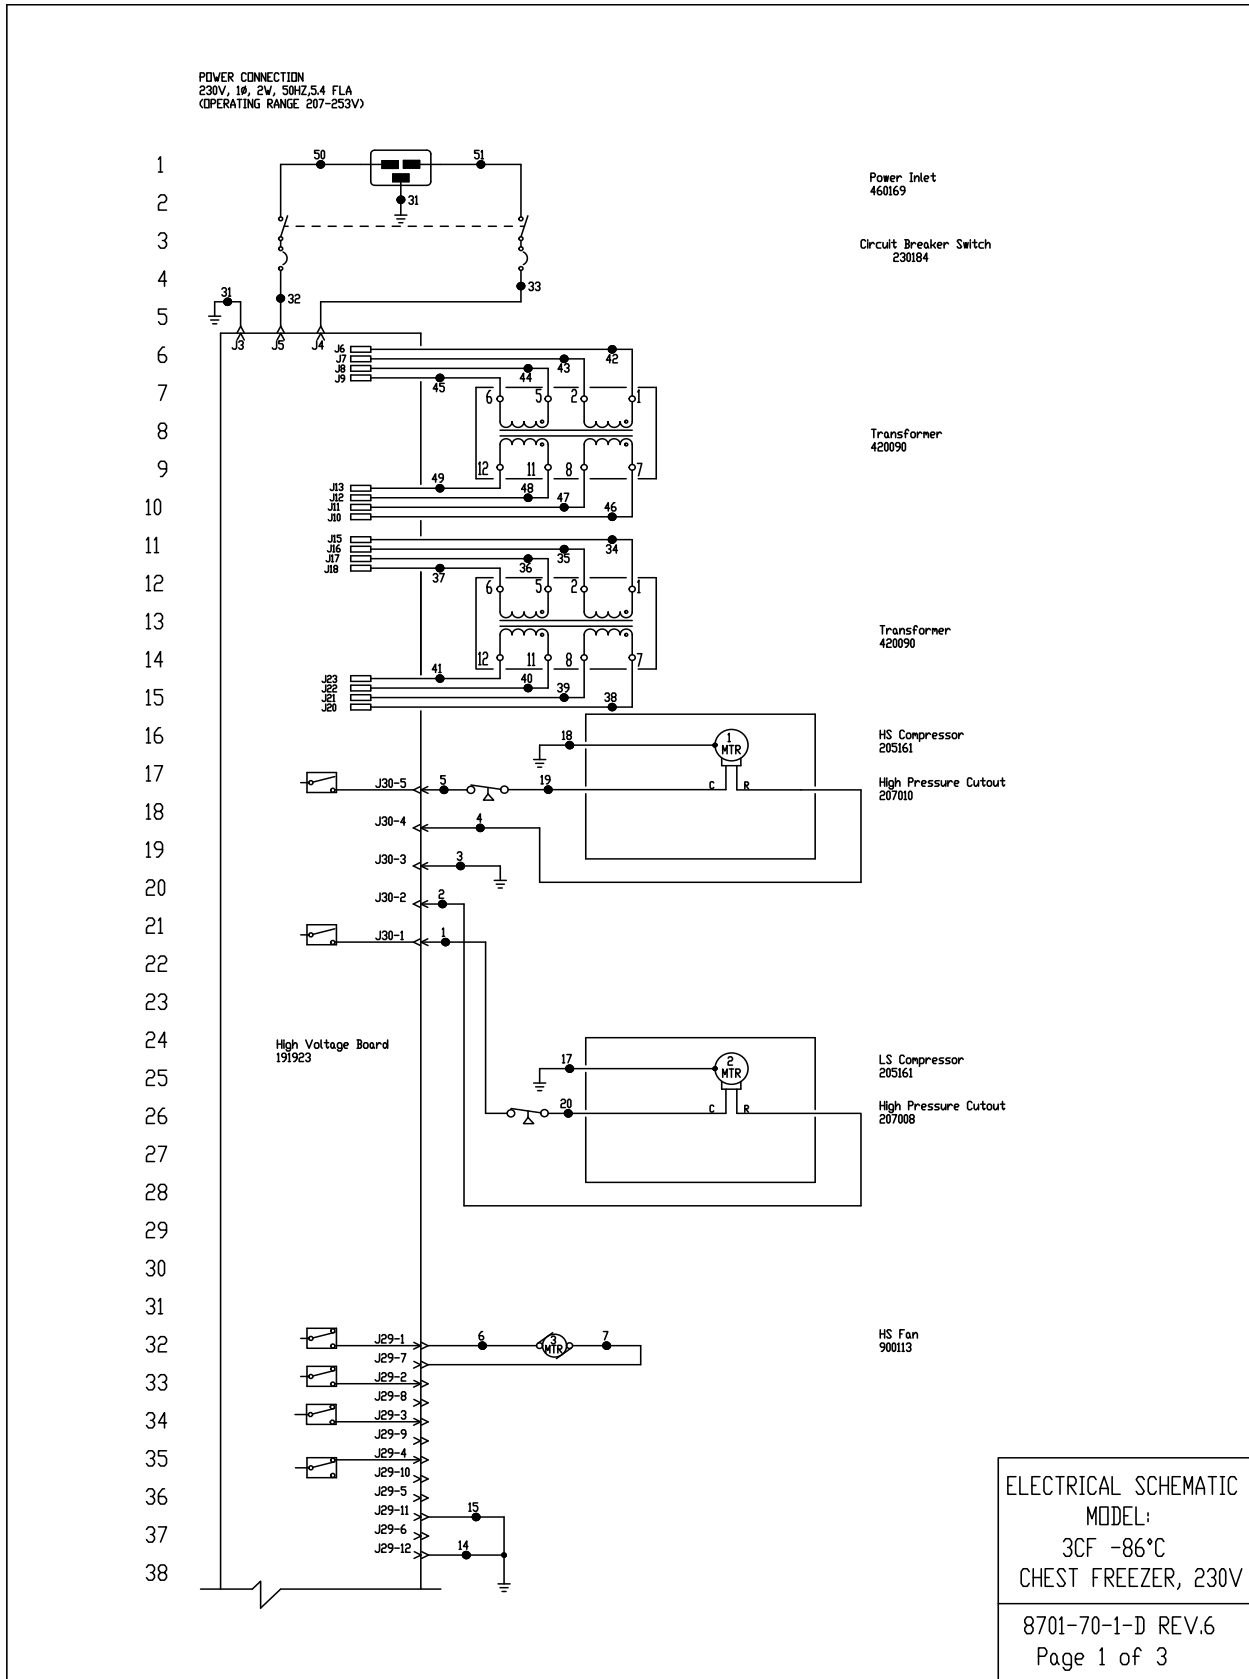 POWER CONNECTION
230V, 1ø, 2W, 50HZ,5.4 FLA
(OPERATING RANGE 207-253V)
1
50
51
Power Inlet
460169
2
31
3
Circuit Breaker Switch
230184
4
31
32
33
5
J3
J5
J4
6
J6
J7
J8
J9
42
43
44
45
7
6
5
2
1
8
Transformer
420090
9
12
11
8
7
J13
J12
J11
J10
49
48
47
46
10
11
J15
J16
J17
J18
34
35
36
37
12
6
5
2
1
13
Transformer
420090
14
12
11
8
7
J23
J22
J21
J20
41
40
39
38
15
16
18
1
MTR
HS Compressor
205161
17
J30-5
5
19
C
R
High Pressure Cutout
207010
18
J30-4
4
19
J30-3
3
20
J30-2
2
21
J30-1
1
22
23
24
High Voltage Board
191923
17
2
MTR
LS Compressor
205161
25
26
20
C
R
High Pressure Cutout
207008
27
28
29
30
31
32
J29-1
6
3
MTR
7
HS Fan
900113
J29-7
33
J29-2
J29-8
34
J29-3
J29-9
35
J29-4
J29-10
36
J29-5
J29-11
15
37
J29-6
J29-12
14
38
ELECTRICAL SCHEMATIC
MODEL:
3CF -86°C
CHEST FREEZER, 230V
8701-70-1-D REV.6
Page 1 of 3